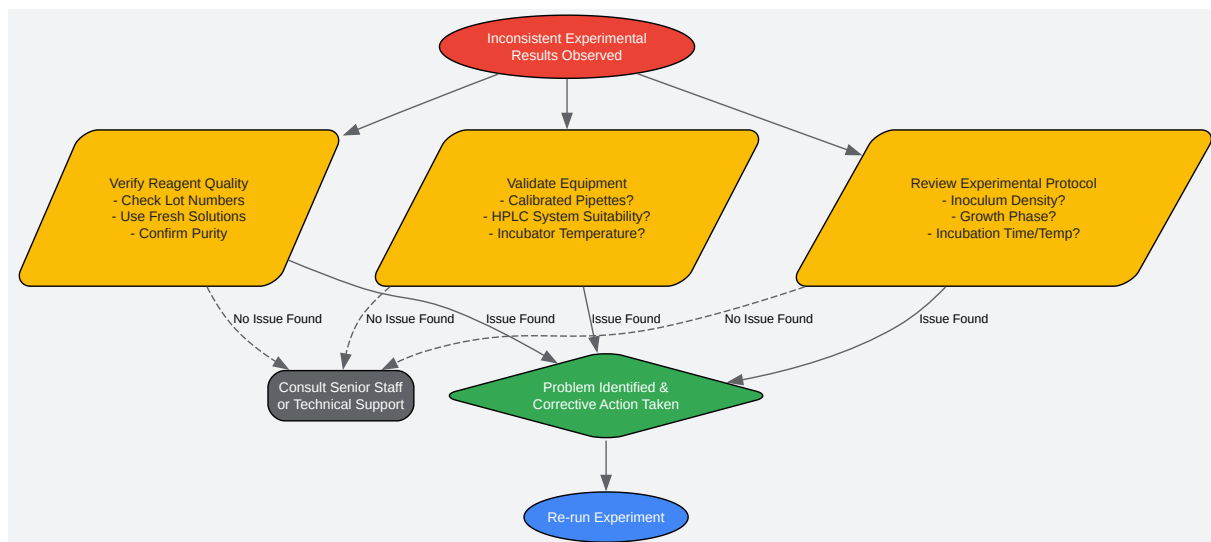 Inconsistent Experimental
Results Observed
Verify Reagent Quality
- Check Lot Numbers
- Use Fresh Solutions
- Confirm Purity
Validate Equipment
- Calibrated Pipettes?
- HPLC System Suitability?
- Incubator Temperature?
Review Experimental Protocol
- Inoculum Density?
- Growth Phase?
- Incubation Time/Temp?
No Issue Found
No Issue Found
Issue Found
Issue Found
No Issue Found
Issue Found
Consult Senior Staff
or Technical Support
Problem Identified &
Corrective Action Taken
Re-run Experiment